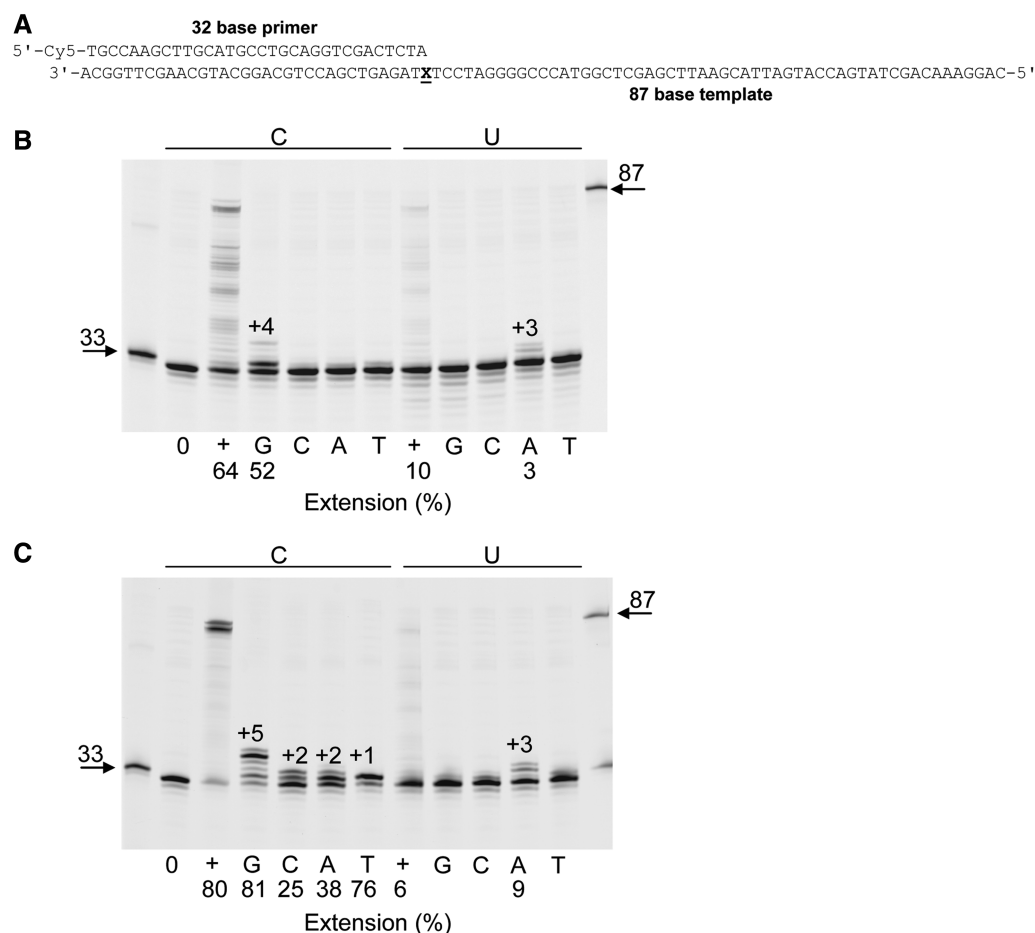 A
32 base primer
5'-Cy5-TGCCAAGCTTGCATGCCTGCAGGTCGACTCTA
3'-ACGGTTCGAACGTACGGACGTCCAGCTGAGATXTCCTAGGGGCCCATGGCTCGAGCTTAAGCATTAGTACCAGTATCGACAAAGGAC-5'
87 base template
B
C U
87
33
+4 +3
0 + G C A T + G C A T
64 52 10 3
Extension (%)
C
C U
87
33
+5 +2 +2 +1 +3
0 + G C A T + G C A T
80 81 25 38 76 6 9
Extension (%)